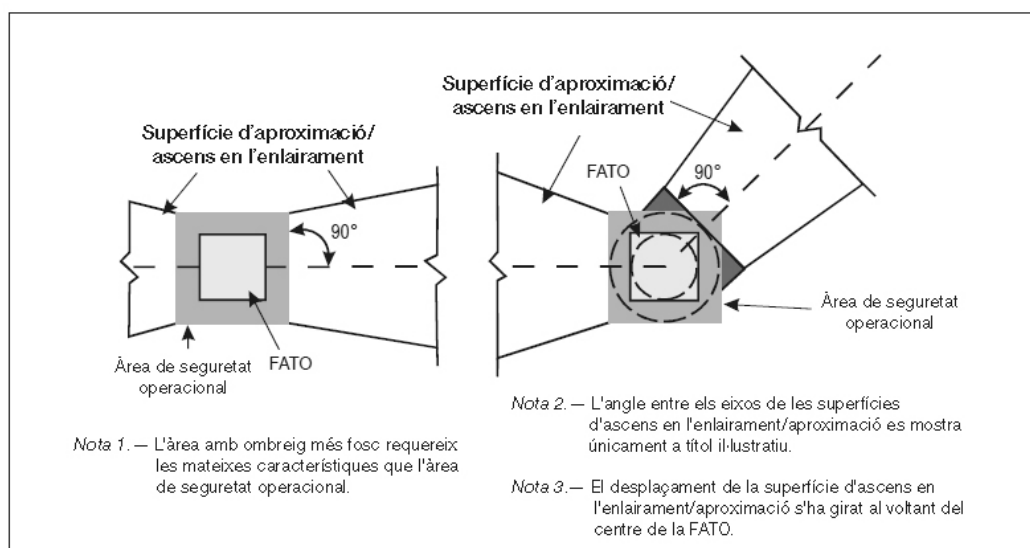 Superfície d'aproximació/
ascens en l'enlairament
90°
Àrea de seguretat
operacional
FATO
Nota 1.— L'àrea amb ombreig més fosc requereix
les mateixes característiques que l'àrea
de seguretat operacional.
Superfície d'aproximació/
ascens en l'enlairament
FATO
90°
Àrea de seguretat
operacional
Nota 2.— L'angle entre els eixos de les superfícies
d'ascens en l'enlairament/aproximació es mostra
únicament a títol il·lustratiu.
Nota 3.— El desplaçament de la superfície d'ascens en
l'enlairament/aproximació s'ha girat al voltant del
centre de la FATO.